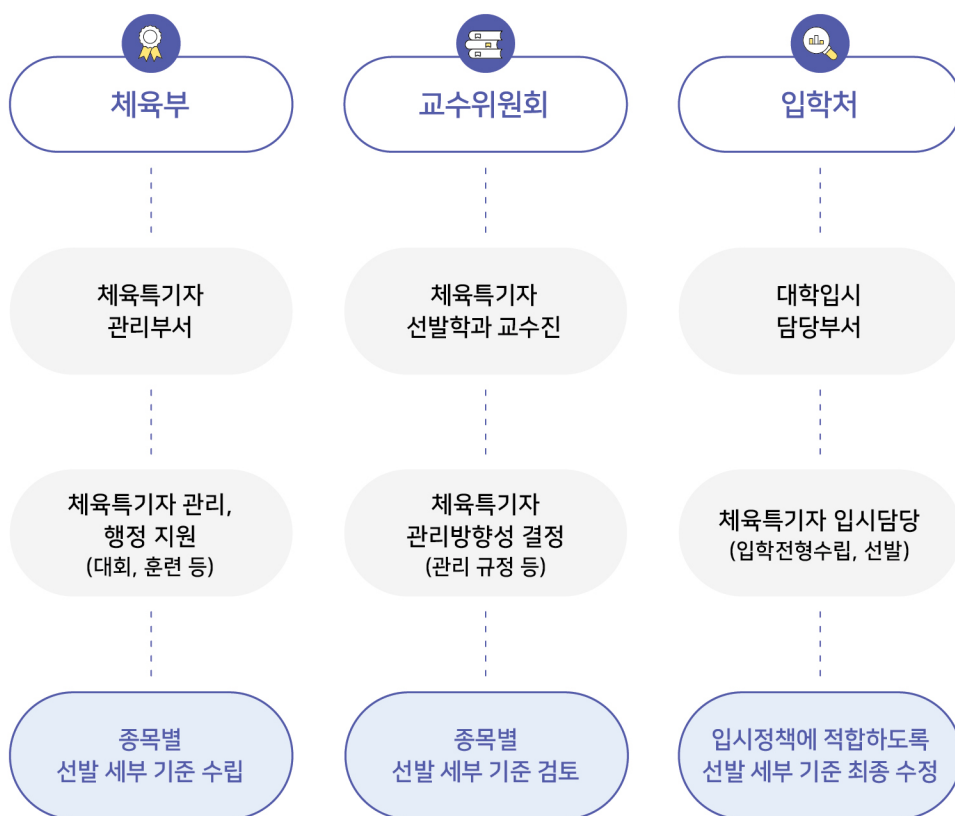 체육부
교수위원회
입학처
체육특기자
관리부서
체육특기자
선발학과 교수진
대학입시
담당부서
체육특기자 관리,
행정 지원
(대회, 훈련 등)
체육특기자
관리방향성 결정
(관리 규정 등)
체육특기자 입시담당
(입학전형수립, 선발)
종목별
선발 세부 기준 수립
종목별
선발 세부 기준 검토
입시정책에 적합하도록
선발 세부 기준 최종 수정